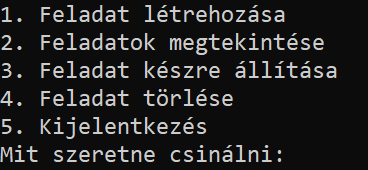 1. Feladat létrehozása
2. Feladatok megtekintése
3. Feladat készre állítása
4. Feladat törlése
5. Kijelentkezés
Mit szeretne csinálni: